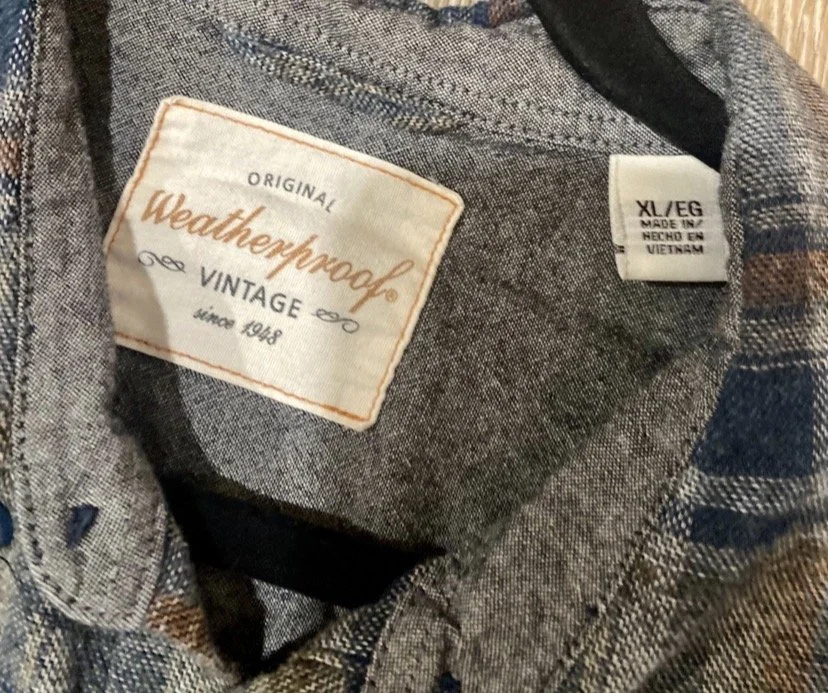 ORIGINAL
Weatherproof®
VINTAGE
since 1948
XL/EG
MADE IN/
HECHO EN
VIETNAM